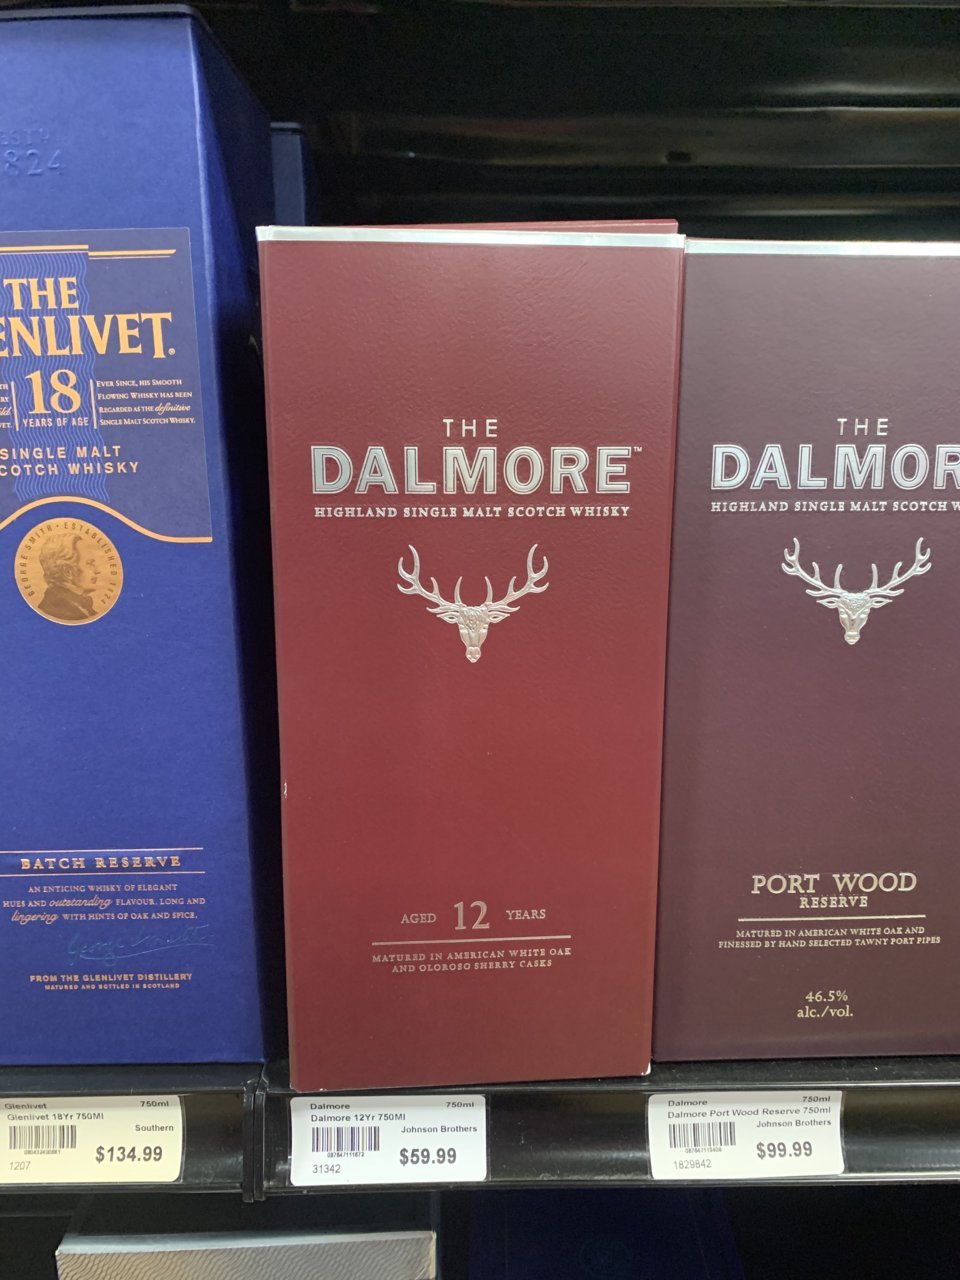 1824
THE
ENLIVET.
18
YEARS OF AGE
EVER SINCE, HIS SMOOTH
FLOWING WHISKY HAS BEEN
REGARDED AS THE definitive
SINGLE MALT SCOTCH WHISKY.
SINGLE MALT
COTCH WHISKY
GEORGE SMITH • ESTABLISHED 1824
BATCH RESERVE
AN ENTICING WHISKY OF ELEGANT
HUES AND outstanding FLAVOUR. LONG AND
lingering WITH HINTS OF OAK AND SPICE.
FROM THE GLENLIVET DISTILLERY
MATURED AND BOTTLED IN SCOTLAND
THE
DALMORE™
HIGHLAND SINGLE MALT SCOTCH WHISKY
AGED 12 YEARS
MATURED IN AMERICAN WHITE OAK
AND OLOROSO SHERRY CASKS
THE
DALMOR
HIGHLAND SINGLE MALT SCOTCH W
PORT WOOD
RESERVE
MATURED IN AMERICAN WHITE OAK AND
FINESSED BY HAND SELECTED TAWNY PORT PIPES
46.5%
alc./vol.
Glenlivet 750ml
Glenlivet 18Yr 750Ml
Southern
1207 $134.99
Dalmore 750ml
Dalmore 12Yr 750Ml
Johnson Brothers
31342 $59.99
Dalmore 750ml
Dalmore Port Wood Reserve 750ml
Johnson Brothers
1829842 $99.99